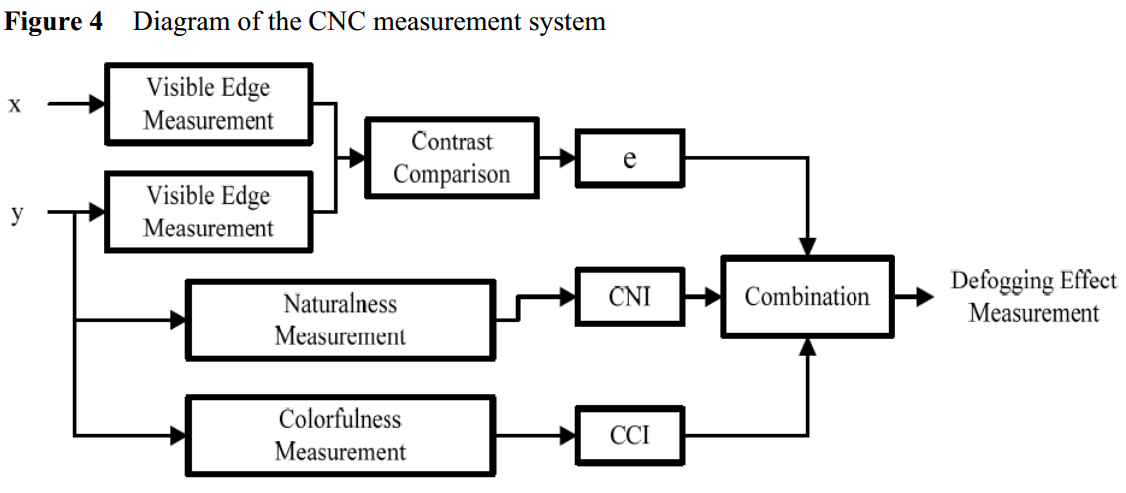 Figure 4 Diagram of the CNC measurement system
x
Visible Edge
Measurement
Contrast
Comparison
e
y
Visible Edge
Measurement
Naturalness
Measurement
CNI
Combination
Defogging Effect
Measurement
Colorfulness
Measurement
CCI